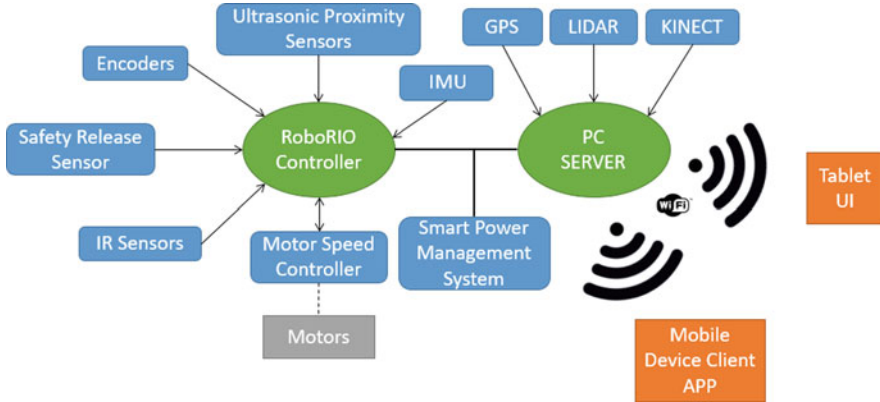 Ultrasonic Proximity
Sensors
GPS
LIDAR
KINECT
Encoders
IMU
Safety Release
Sensor
RoboRIO
Controller
PC
SERVER
Tablet
UI
WiFi
IR Sensors
Motor Speed
Controller
Smart Power
Management
System
Motors
Mobile
Device Client
APP